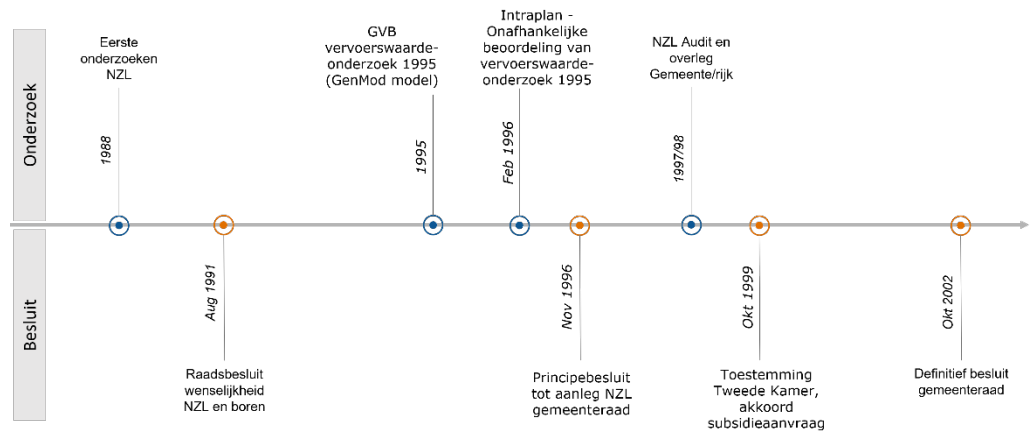 Onderzoek
Eerste
onderzoeken
NZL
1988
GVB
vervoerswaarde-
onderzoek 1995
(GenMod model)
1995
Intraplan -
Onafhankelijke
beoordeling van
vervoerswaarde-
onderzoek 1995
Feb 1996
NZL Audit en
overleg
Gemeente/rijk
1997/98
Besluit
Aug 1991
Raadsbesluit
wenselijkheid
NZL en boren
Nov 1996
Principebesluit
tot aanleg NZL
gemeenteraad
Okt 1999
Toestemming
Tweede Kamer,
akkoord
subsidieaanvraag
Okt 2002
Definitief besluit
gemeenteraad